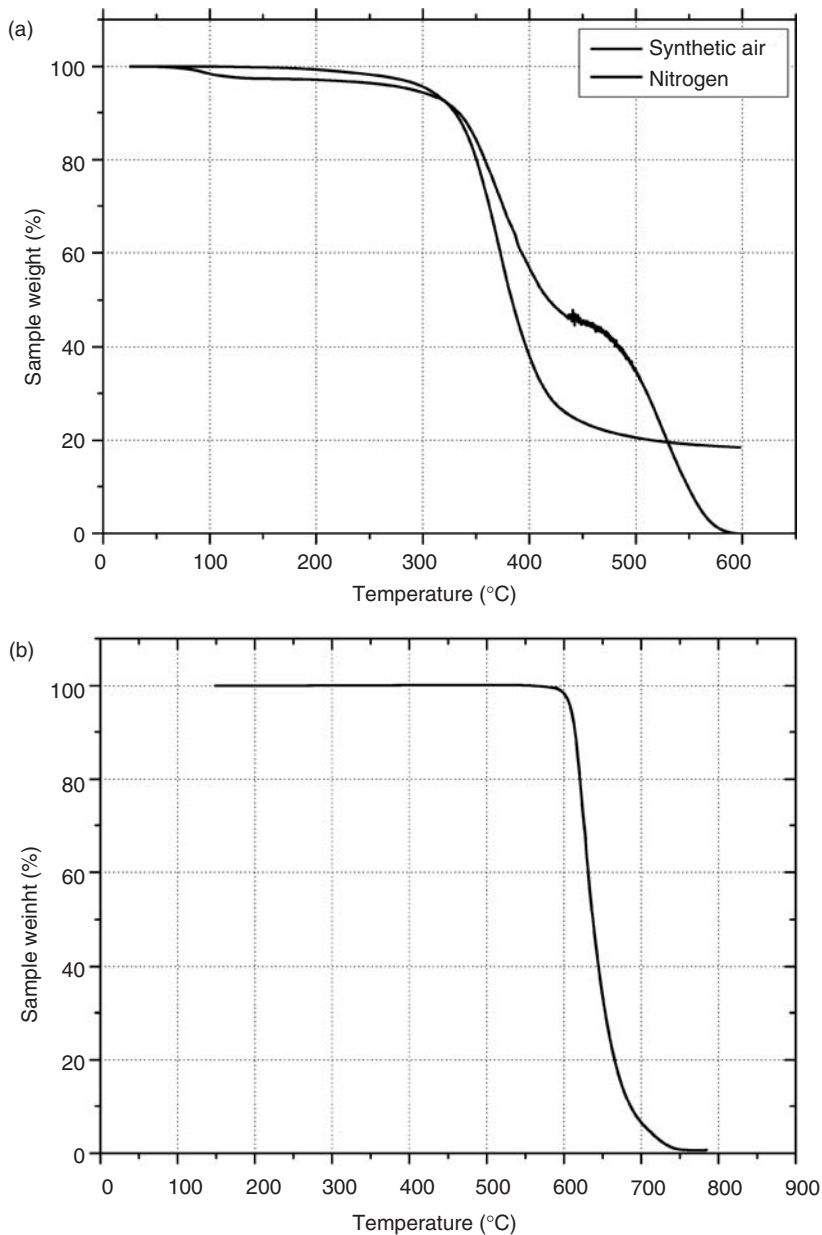 (a)
Synthetic air
Nitrogen
100
80
60
40
20
0
Sample weight (%)
0 100 200 300 400 500 600
Temperature (°C)
(b)
100
80
60
40
20
0
Sample weinht (%)
0 100 200 300 400 500 600 700 800 900
Temperature (°C)